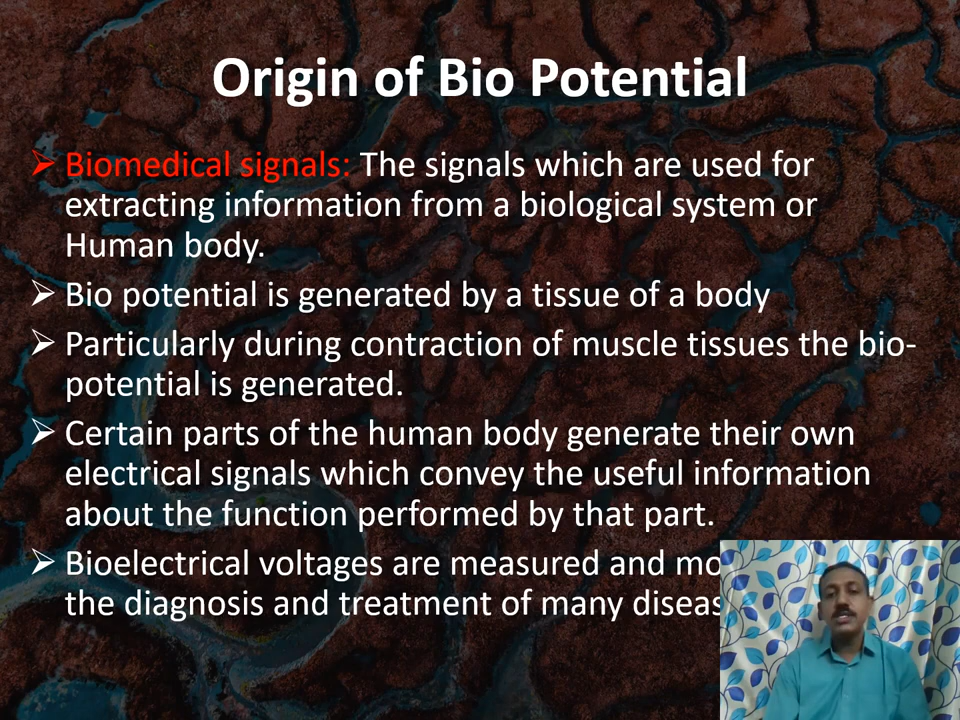 Origin of Bio Potential
➢ Biomedical signals: The signals which are used for
extracting information from a biological system or
Human body.
➢ Bio potential is generated by a tissue of a body
➢ Particularly during contraction of muscle tissues the bio-
potential is generated.
➢ Certain parts of the human body generate their own
electrical signals which convey the useful information
about the function performed by that part.
➢ Bioelectrical voltages are measured and
the diagnosis and treatment of many